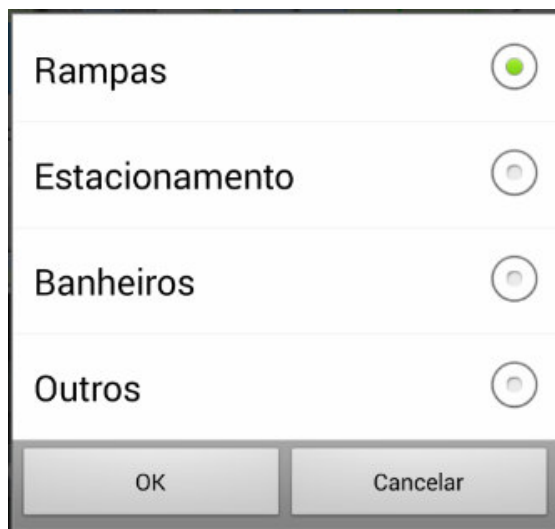 Rampas
Estacionamento
Banheiros
Outros
OK Cancelar